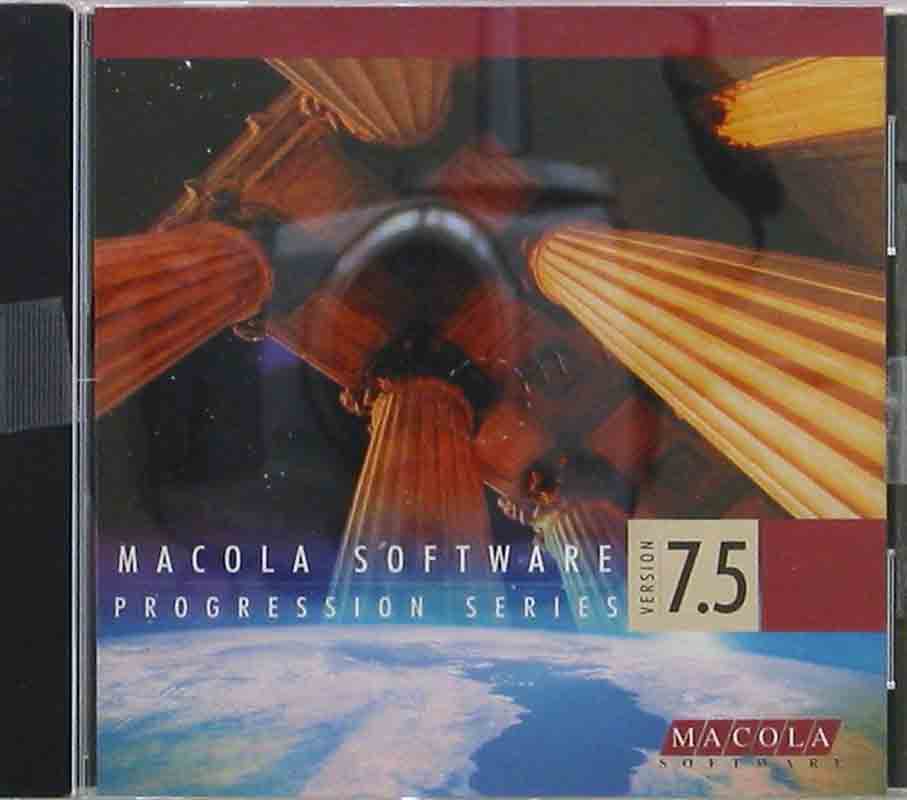 MACOLA SOFTWARE
PROGRESSION SERIES
VERSION 7.5
MACOLA
SOFTWARE